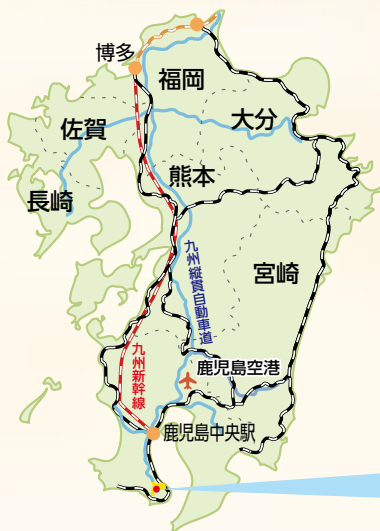 博多
福岡
佐賀
大分
長崎
熊本
宮崎
九州縦貫自動車道
鹿児島空港
九州新幹線
鹿児島中央駅